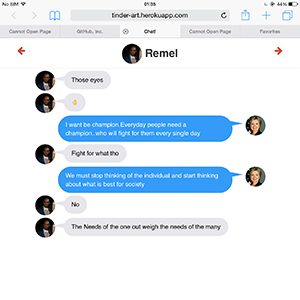 No SIM
01:35
44%
tinder-art.herokuapp.com
Cannot Open Page
GitHub, Inc.
Chat!
Cannot Open Page
Favorites
Remel
Those eyes
👌
I want be champion.Everyday people need a
champion..who will fight for them every single day
Fight for what tho
We must stop thinking of the individual and start thinking
about what is best for society
No
The Needs of the one out weigh the needs of the many